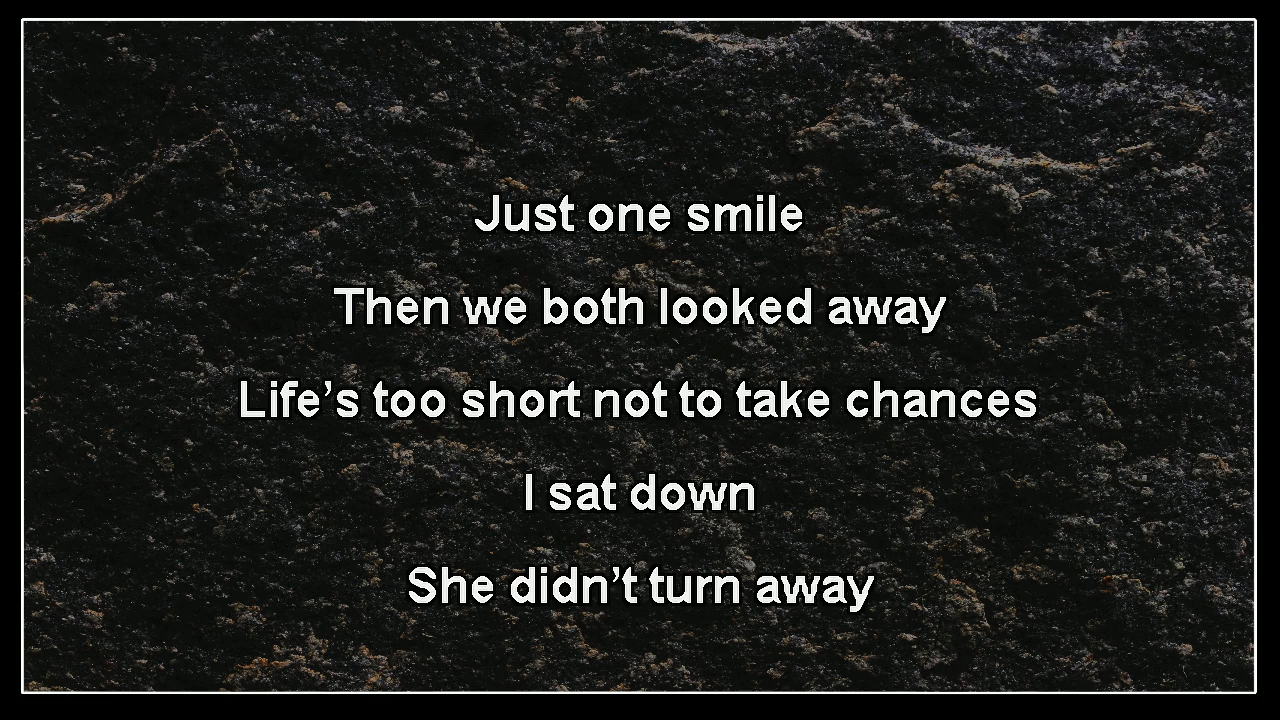 Just one smile
Then we both looked away
Life’s too short not to take chances
I sat down
She didn’t turn away